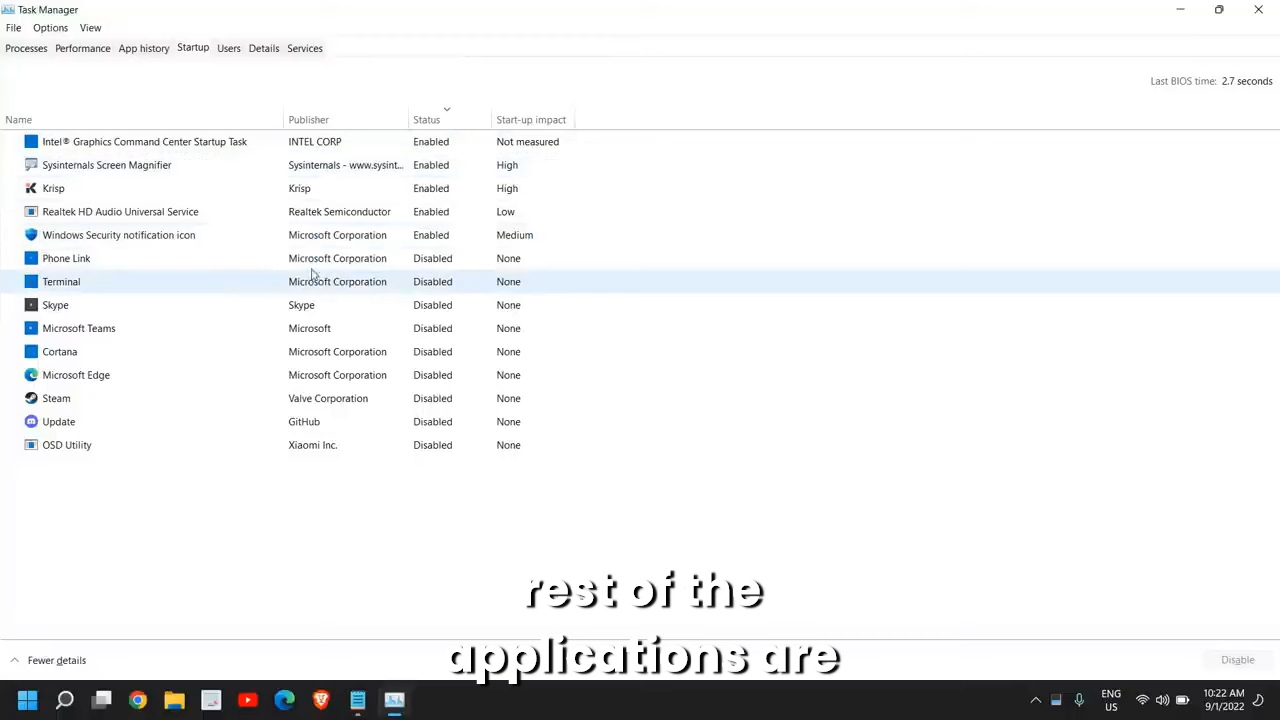 Task Manager
File Options View
Processes Performance App history Startup Users Details Services
Last BIOS time: 2.7 seconds
Name Publisher Status Start-up impact
Intel® Graphics Command Center Startup Task INTEL CORP Enabled Not measured
Sysinternals Screen Magnifier Sysinternals - www.sysint... Enabled High
Krisp Krisp Enabled High
Realtek HD Audio Universal Service Realtek Semiconductor Enabled Low
Windows Security notification icon Microsoft Corporation Enabled Medium
Phone Link Microsoft Corporation Disabled None
Terminal Microsoft Corporation Disabled None
Skype Skype Disabled None
Microsoft Teams Microsoft Disabled None
Cortana Microsoft Corporation Disabled None
Microsoft Edge Microsoft Corporation Disabled None
Steam Valve Corporation Disabled None
Update GitHub Disabled None
OSD Utility Xiaomi Inc. Disabled None
rest of the
applications are
Fewer details Disable
ENG 10:22 AM
US 9/1/2022